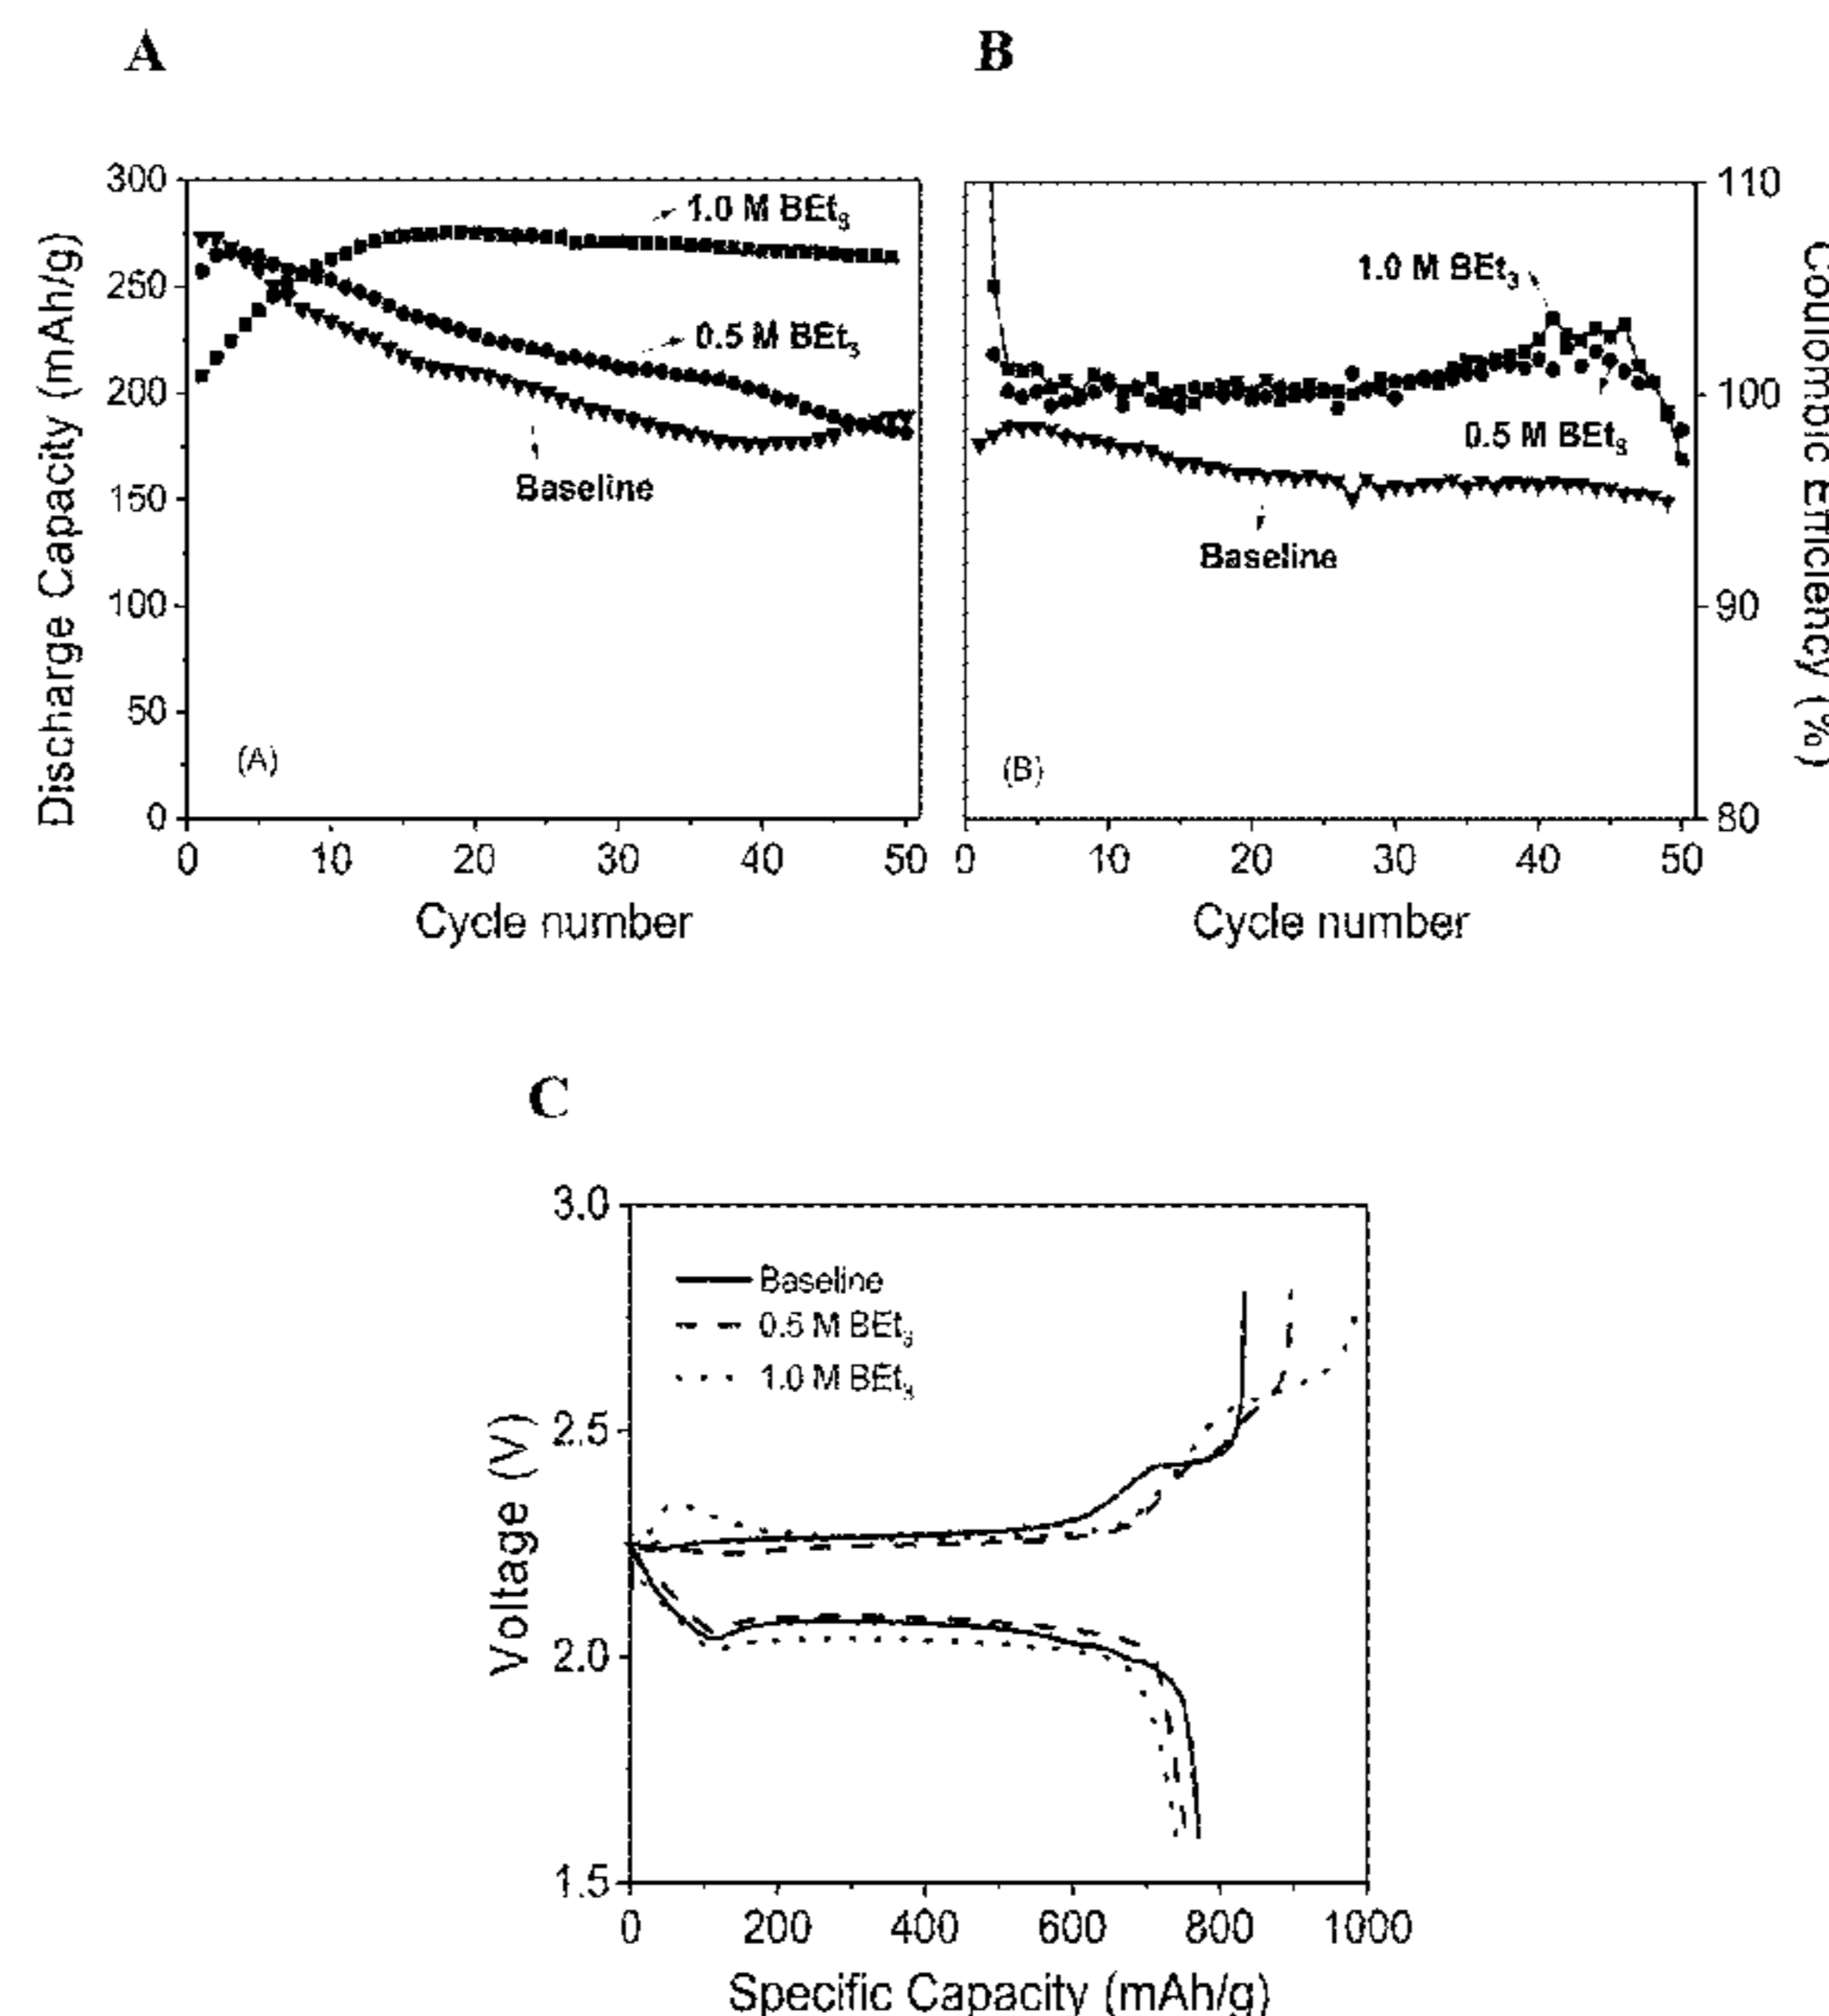 A
B
300
250
200
150
100
50
0
Discharge Capacity (mAh/g)
1.0 M BEt₃
0.5 M BEt₃
Baseline
(A)
0 10 20 30 40 50
Cycle number
110
100
90
80
Coulombic Efficiency (%)
1.0 M BEt₃
0.5 M BEt₃
Baseline
(B)
0 10 20 30 40 50
Cycle number
C
3.0
2.5
2.0
1.5
Voltage (V)
Baseline
0.5 M BEt₃
1.0 M BEt₃
0 200 400 600 800 1000
Specific Capacity (mAh/g)